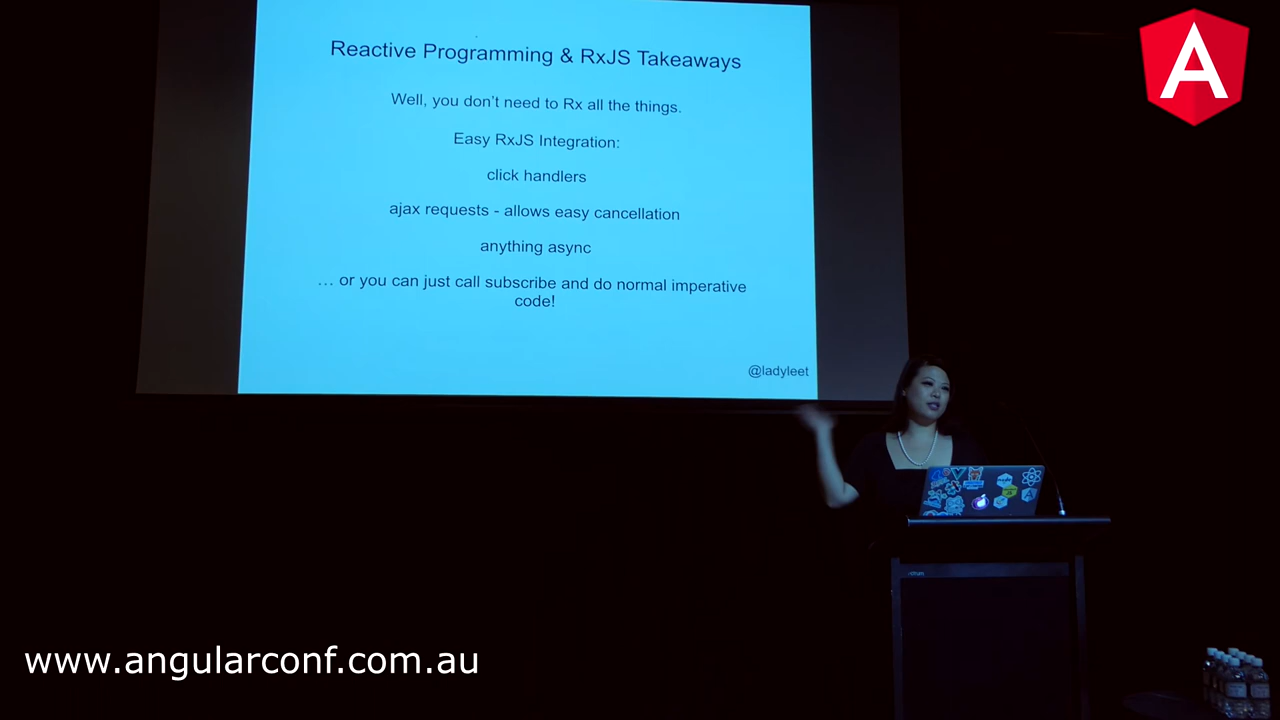 Reactive Programming & RxJS Takeaways
Well, you don't need to Rx all the things.
Easy RxJS Integration:
click handlers
ajax requests - allows easy cancellation
anything async
… or you can just call subscribe and do normal imperative
code!
@ladyleet
A
www.angularconf.com.au